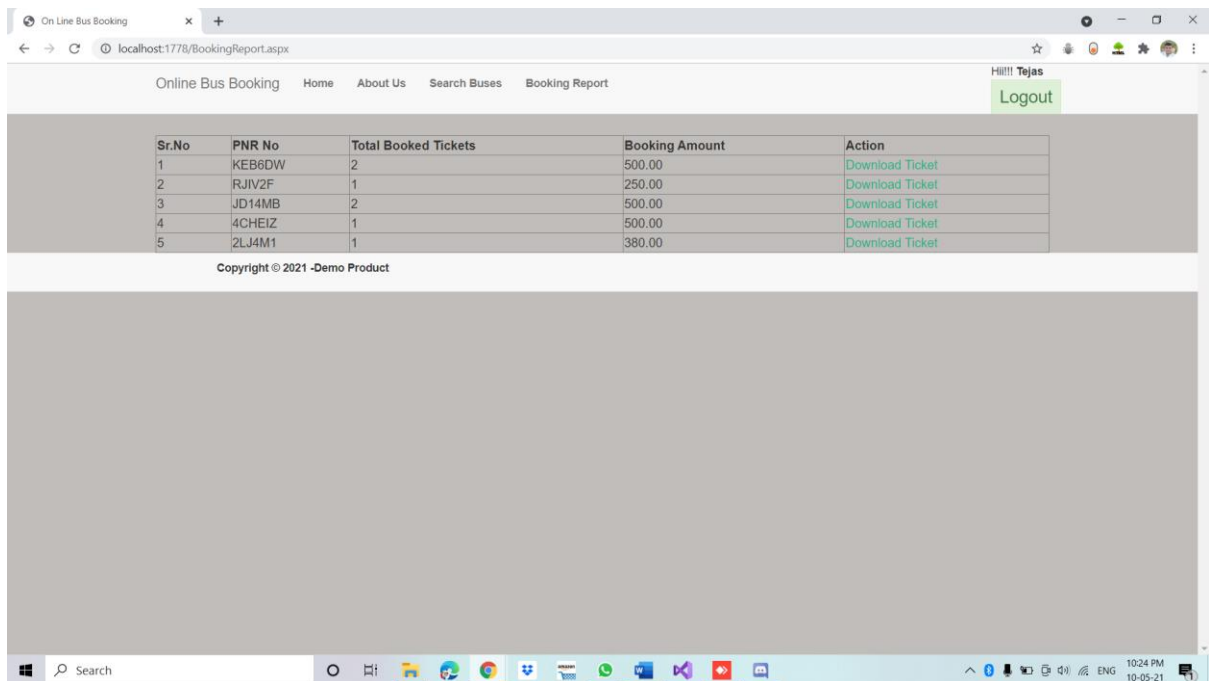 On Line Bus Booking
localhost:1778/BookingReport.aspx
Online Bus Booking Home About Us Search Buses Booking Report
Hii!!! Tejas
Logout
Sr.No PNR No Total Booked Tickets Booking Amount Action
1 KEB6DW 2 500.00 Download Ticket
2 RJIV2F 1 250.00 Download Ticket
3 JD14MB 2 500.00 Download Ticket
4 4CHEIZ 1 500.00 Download Ticket
5 2LJ4M1 1 380.00 Download Ticket
Copyright © 2021 -Demo Product
Search
ENG
10:24 PM
10-05-21